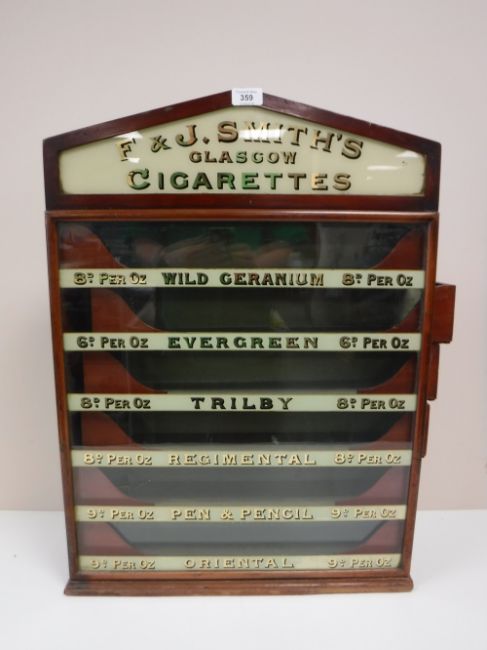 359
F & J. SMITH'S
GLASGOW
CIGARETTES
8D PER OZ WILD GERANIUM 8D PER OZ
6D PER OZ EVERGREEN 6D PER OZ
8D PER OZ TRILBY 8D PER OZ
8D PER OZ REGIMENTAL 8D PER OZ
9D PER OZ PEN & PENCIL 9D PER OZ
9D PER OZ ORIENTAL 9D PER OZ